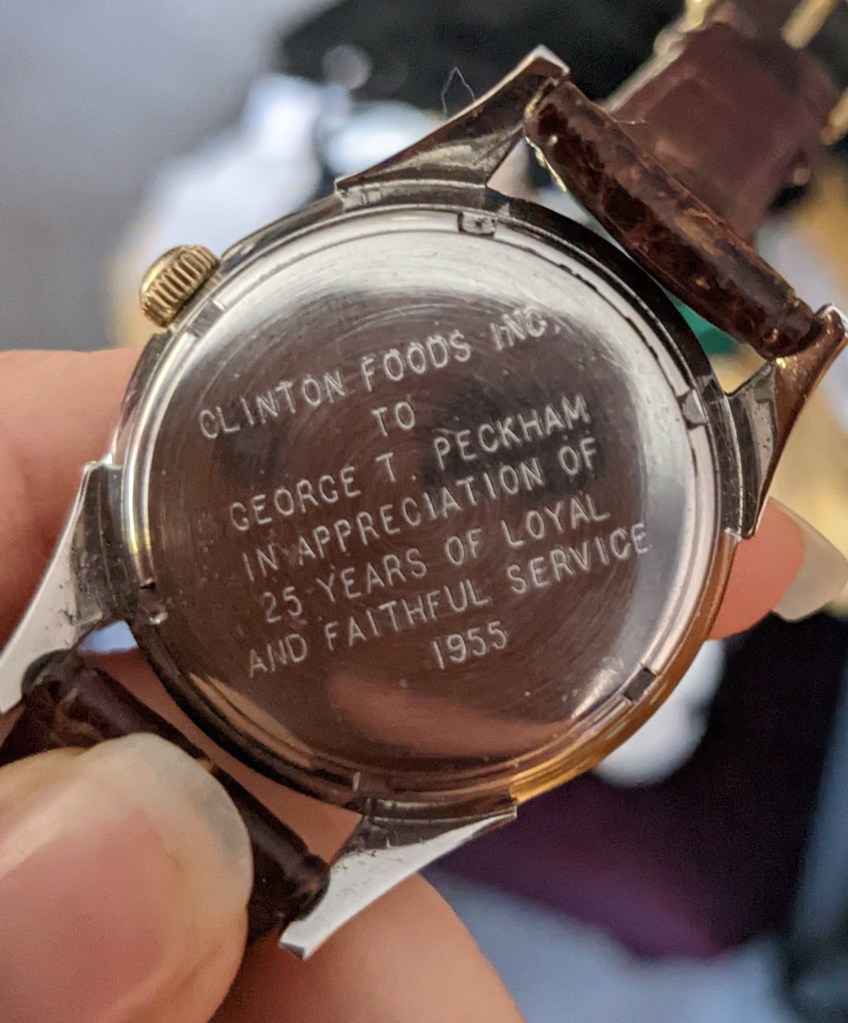 CLINTON FOODS INC.
TO
GEORGE T. PECKHAM
IN APPRECIATION OF
25 YEARS OF LOYAL
AND FAITHFUL SERVICE
1955